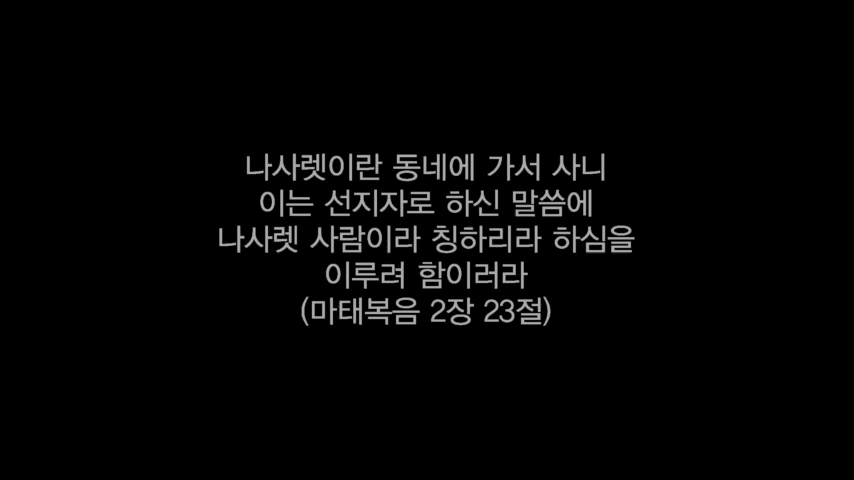 나사렛이란 동네에 가서 사니
이는 선지자로 하신 말씀에
나사렛 사람이라 칭하리라 하심을
이루려 함이러라
(마태복음 2장 23절)